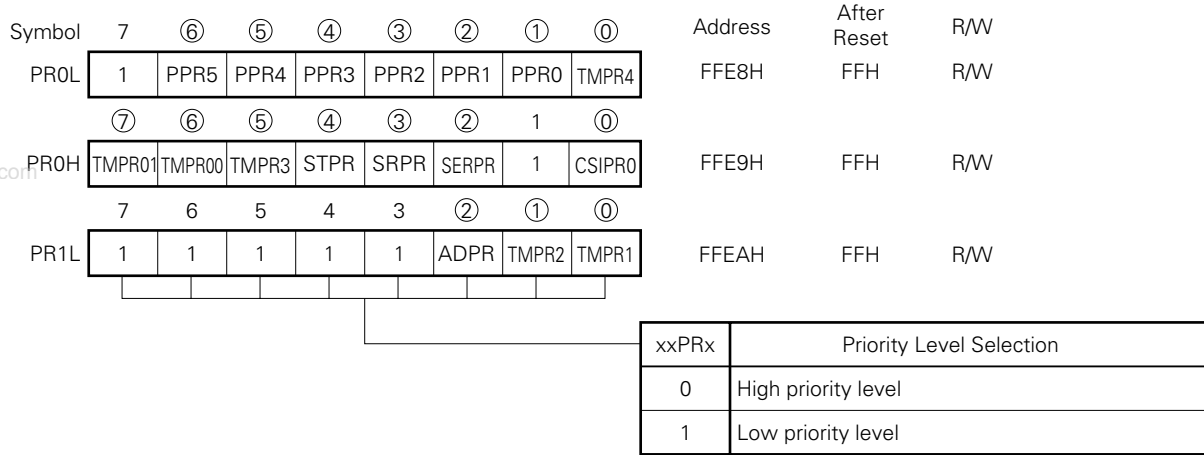 Symbol 7 ⑥ ⑤ ④ ③ ② ① ⓪ Address After Reset R/W
PR0L 1 PPR5 PPR4 PPR3 PPR2 PPR1 PPR0 TMPR4 FFE8H FFH R/W
⑦ ⑥ ⑤ ④ ③ ② 1 ⓪
com PR0H TMPR01 TMPR00 TMPR3 STPR SRPR SERPR 1 CSIPR0 FFE9H FFH R/W
7 6 5 4 3 ② ① ⓪
PR1L 1 1 1 1 1 ADPR TMPR2 TMPR1 FFEAH FFH R/W
xxPRx Priority Level Selection
0 High priority level
1 Low priority level